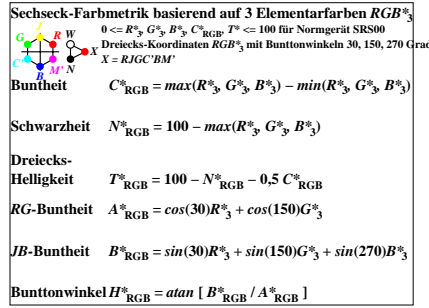 Sechseck-Farbmetrik basierend auf 3 Elementarfarben RGB*3
0 <= R*3, G*3, B*3, C*RGB, T* <= 100 für Normgerät SRS00
Dreiecks-Koordinaten RGB*3 mit Bunttonwinkeln 30, 150, 270 Grad
X = RJGC'BM'
J
G R
C' M'
B
W
X
N
Buntheit C*RGB = max(R*3, G*3, B*3) – min(R*3, G*3, B*3)
Schwarzheit N*RGB = 100 – max(R*3, G*3, B*3)
Dreiecks-
Helligkeit T*RGB = 100 – N*RGB – 0,5 C*RGB
RG-Buntheit A*RGB = cos(30)R*3 + cos(150)G*3
JB-Buntheit B*RGB = sin(30)R*3 + sin(150)G*3 + sin(270)B*3
Bunttonwinkel H*RGB = atan [ B*RGB / A*RGB ]